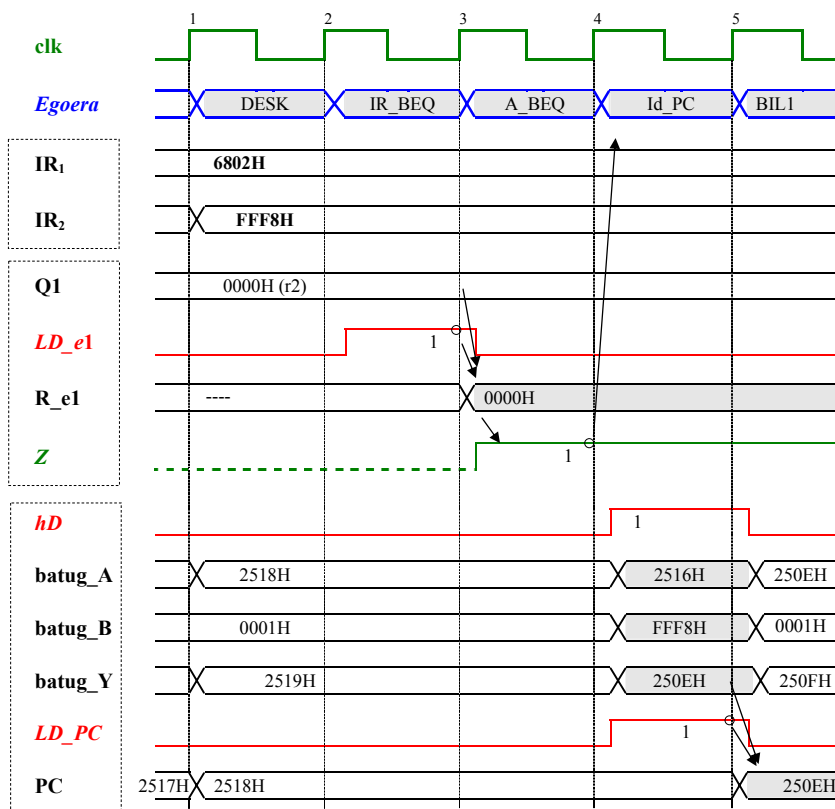 1 2 3 4 5
clk
Egoera DESK IR_BEQ A_BEQ Id_PC BIL1
IR1 6802H
IR2 FFF8H
Q1 0000H (r2)
LD_e1 1
R_e1 ---- 0000H
Z 1
hD 1
batug_A 2518H 2516H 250EH
batug_B 0001H FFF8H 0001H
batug_Y 2519H 250EH 250FH
LD_PC 1
PC 2517H 2518H 250EH